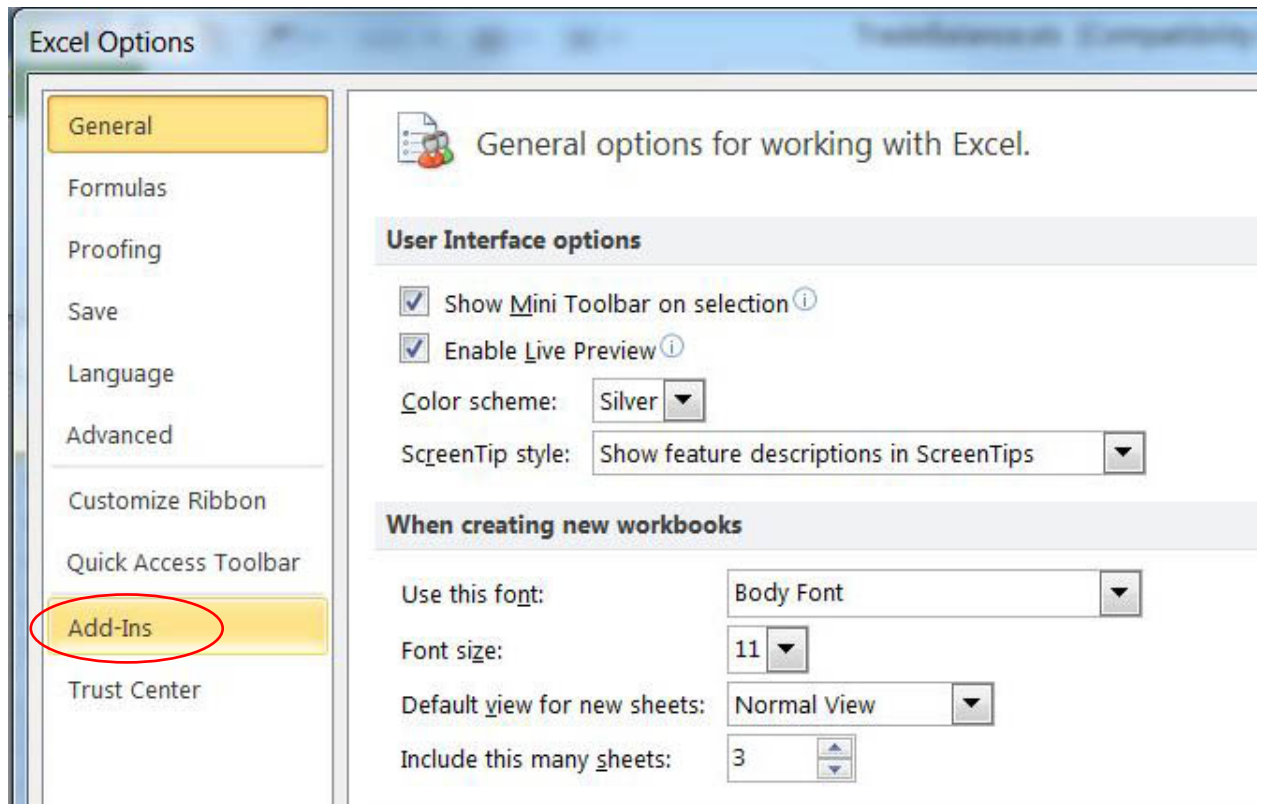 Excel Options
General
Formulas
Proofing
Save
Language
Advanced
Customize Ribbon
Quick Access Toolbar
Add-Ins
Trust Center
General options for working with Excel.
User Interface options
Show Mini Toolbar on selection
Enable Live Preview
Color scheme: Silver
ScreenTip style: Show feature descriptions in ScreenTips
When creating new workbooks
Use this font: Body Font
Font size: 11
Default view for new sheets: Normal View
Include this many sheets: 3